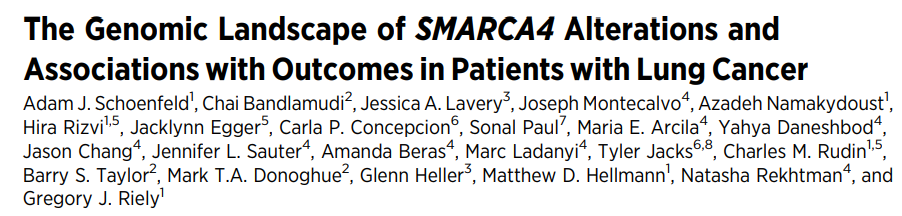 The Genomic Landscape of SMARCA4 Alterations and
Associations with Outcomes in Patients with Lung Cancer
Adam J. Schoenfeld1, Chai Bandlamudi2, Jessica A. Lavery3, Joseph Montecalvo4, Azadeh Namakydoust1,
Hira Rizvi1,5, Jacklynn Egger5, Carla P. Concepcion6, Sonal Paul7, Maria E. Arcila4, Yahya Daneshbod4,
Jason Chang4, Jennifer L. Sauter4, Amanda Beras4, Marc Ladanyi4, Tyler Jacks6,8, Charles M. Rudin1,5,
Barry S. Taylor2, Mark T.A. Donoghue2, Glenn Heller3, Matthew D. Hellmann1, Natasha Rekhtman4, and
Gregory J. Riely1